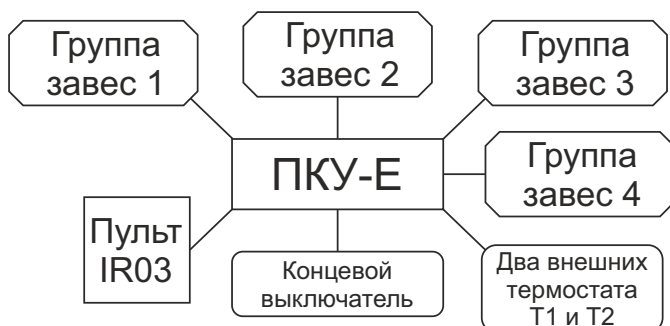 Группа
завес 1
Группа
завес 2
Группа
завес 3
ПКУ-Е
Группа
завес 4
Пульт
IR03
Концевой
выключатель
Два внешних
термостата
Т1 и Т2